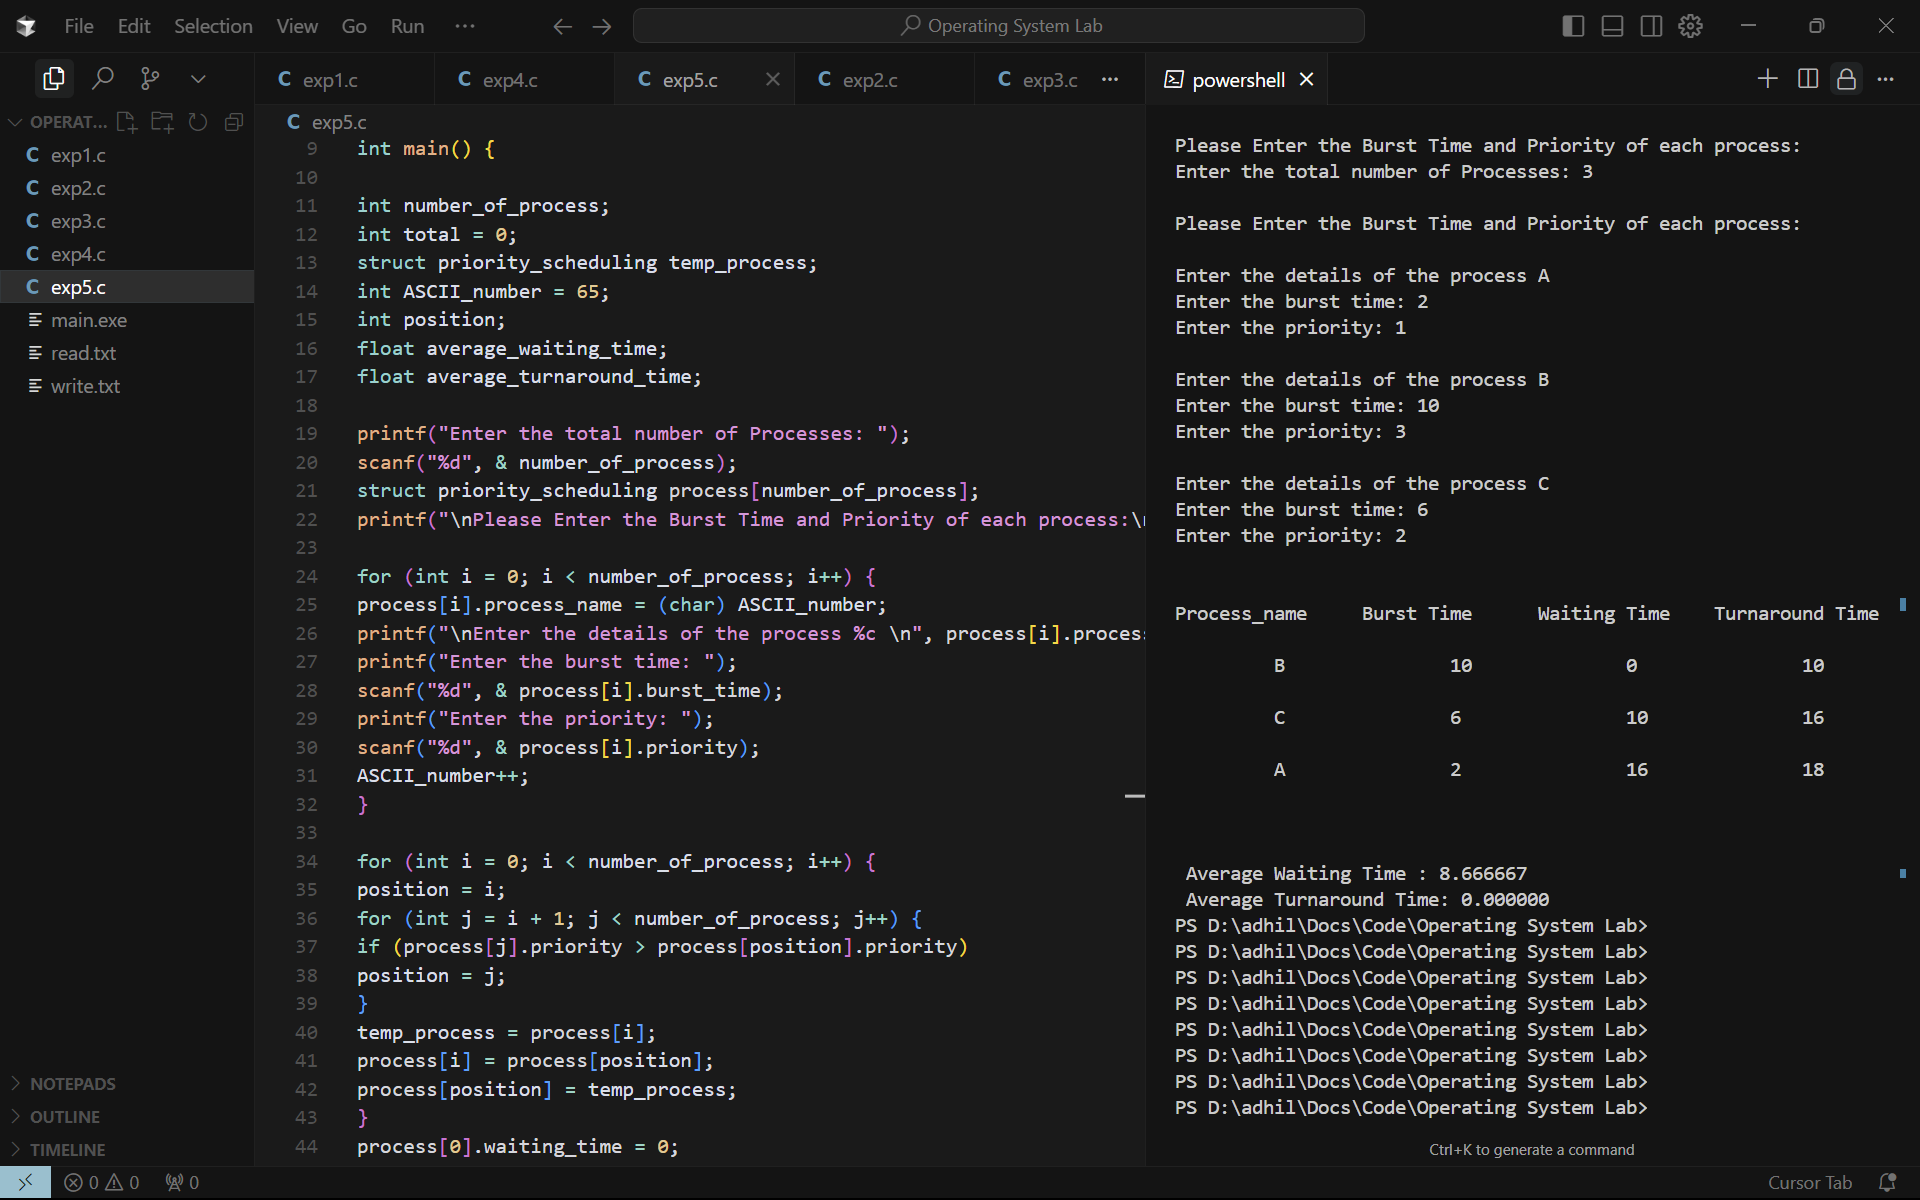 File Edit Selection View Go Run ···
Operating System Lab
exp1.c
exp4.c
exp5.c
exp2.c
exp3.c
powershell
OPERAT...
C exp1.c
C exp2.c
C exp3.c
C exp4.c
C exp5.c
main.exe
read.txt
write.txt
NOTEPADS
OUTLINE
TIMELINE
C exp5.c
9 int main() {
10
11 int number_of_process;
12 int total = 0;
13 struct priority_scheduling temp_process;
14 int ASCII_number = 65;
15 int position;
16 float average_waiting_time;
17 float average_turnaround_time;
18
19 printf("Enter the total number of Processes: ");
20 scanf("%d", & number_of_process);
21 struct priority_scheduling process[number_of_process];
22 printf("\nPlease Enter the Burst Time and Priority of each process:\n
23
24 for (int i = 0; i < number_of_process; i++) {
25 process[i].process_name = (char) ASCII_number;
26 printf("\nEnter the details of the process %c \n", process[i].proces
27 printf("Enter the burst time: ");
28 scanf("%d", & process[i].burst_time);
29 printf("Enter the priority: ");
30 scanf("%d", & process[i].priority);
31 ASCII_number++;
32 }
33
34 for (int i = 0; i < number_of_process; i++) {
35 position = i;
36 for (int j = i + 1; j < number_of_process; j++) {
37 if (process[j].priority > process[position].priority)
38 position = j;
39 }
40 temp_process = process[i];
41 process[i] = process[position];
42 process[position] = temp_process;
43 }
44 process[0].waiting_time = 0;
Please Enter the Burst Time and Priority of each process:
Enter the total number of Processes: 3
Please Enter the Burst Time and Priority of each process:
Enter the details of the process A
Enter the burst time: 2
Enter the priority: 1
Enter the details of the process B
Enter the burst time: 10
Enter the priority: 3
Enter the details of the process C
Enter the burst time: 6
Enter the priority: 2
Process_name Burst Time Waiting Time Turnaround Time
B 10 0 10
C 6 10 16
A 2 16 18
Average Waiting Time : 8.666667
Average Turnaround Time: 0.000000
PS D:\adhil\Docs\Code\Operating System Lab>
PS D:\adhil\Docs\Code\Operating System Lab>
PS D:\adhil\Docs\Code\Operating System Lab>
PS D:\adhil\Docs\Code\Operating System Lab>
PS D:\adhil\Docs\Code\Operating System Lab>
PS D:\adhil\Docs\Code\Operating System Lab>
PS D:\adhil\Docs\Code\Operating System Lab>
PS D:\adhil\Docs\Code\Operating System Lab>
Ctrl+K to generate a command
0 0 0
Cursor Tab